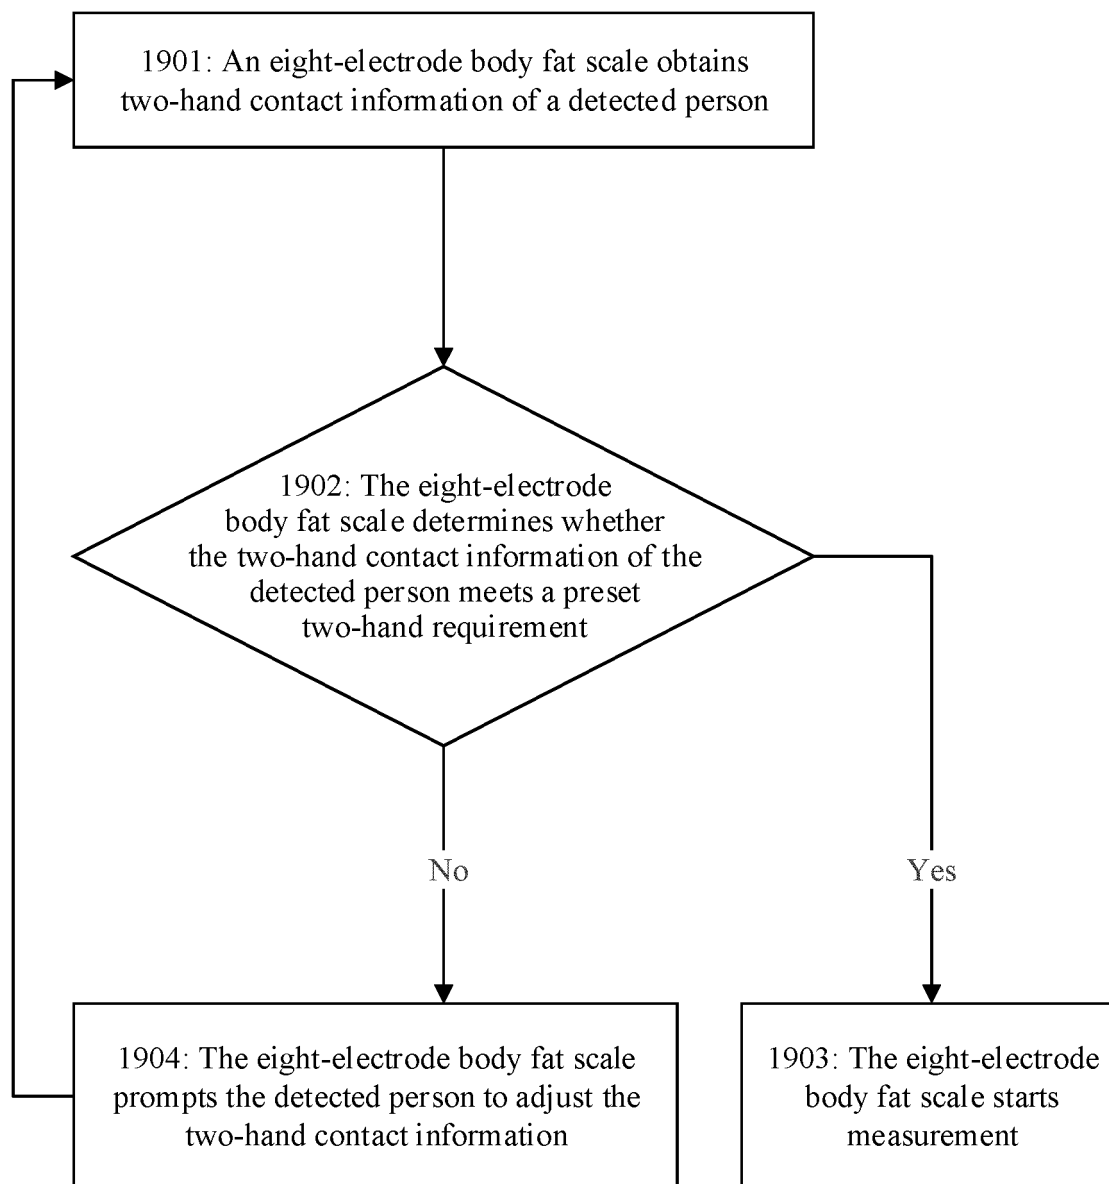 1901: An eight-electrode body fat scale obtains
two-hand contact information of a detected person
1902: The eight-electrode
body fat scale determines whether
the two-hand contact information of the
detected person meets a preset
two-hand requirement
No
Yes
1904: The eight-electrode body fat scale
prompts the detected person to adjust the
two-hand contact information
1903: The eight-electrode
body fat scale starts
measurement